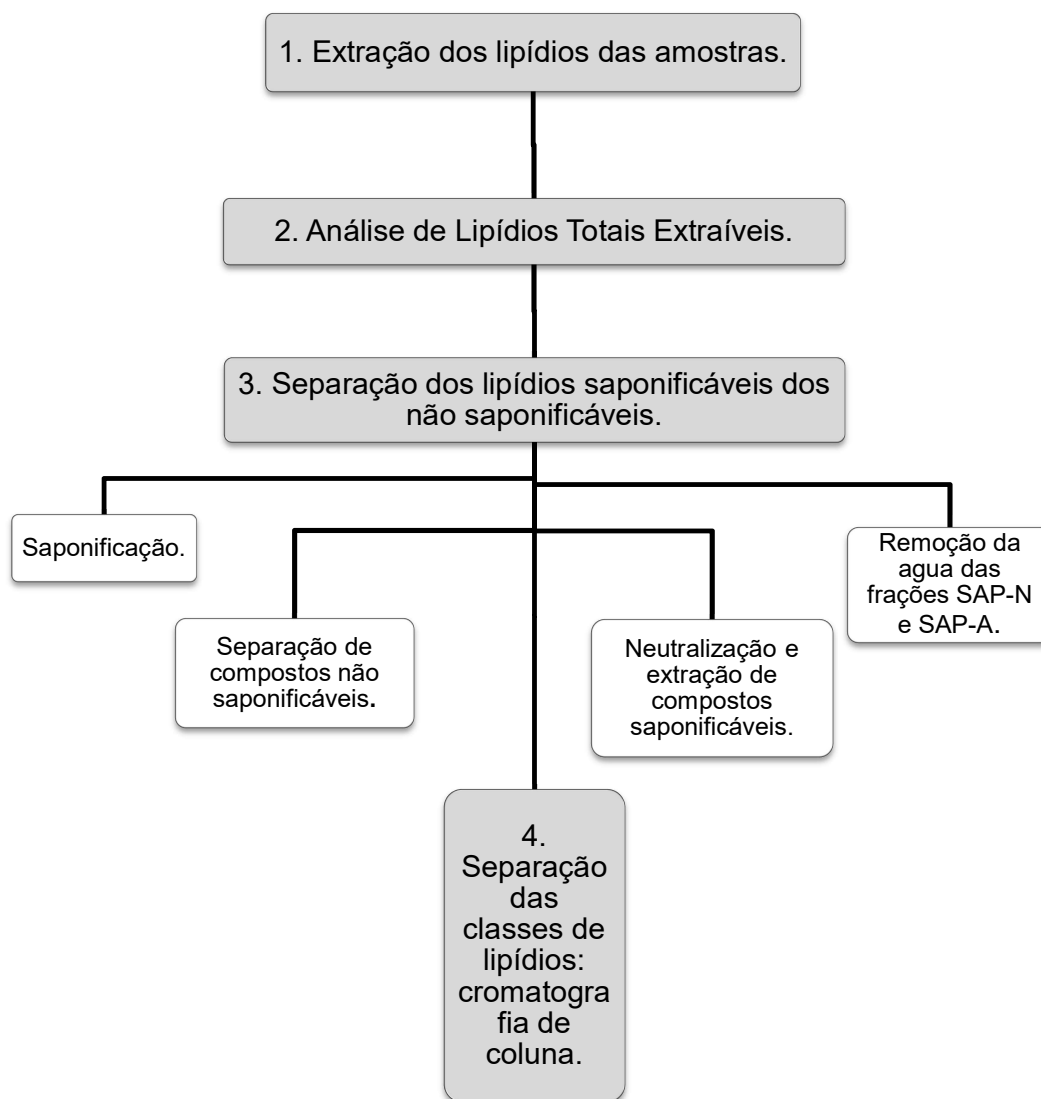 1. Extração dos lipídios das amostras.
2. Análise de Lipídios Totais Extraíveis.
3. Separação dos lipídios saponificáveis dos
não saponificáveis.
Saponificação.
Separação de
compostos não
saponificáveis.
Neutralização e
extração de
compostos
saponificáveis.
Remoção da
agua das
frações SAP-N
e SAP-A.
4.
Separação
das
classes de
lipídios:
cromatogra
fia de
coluna.